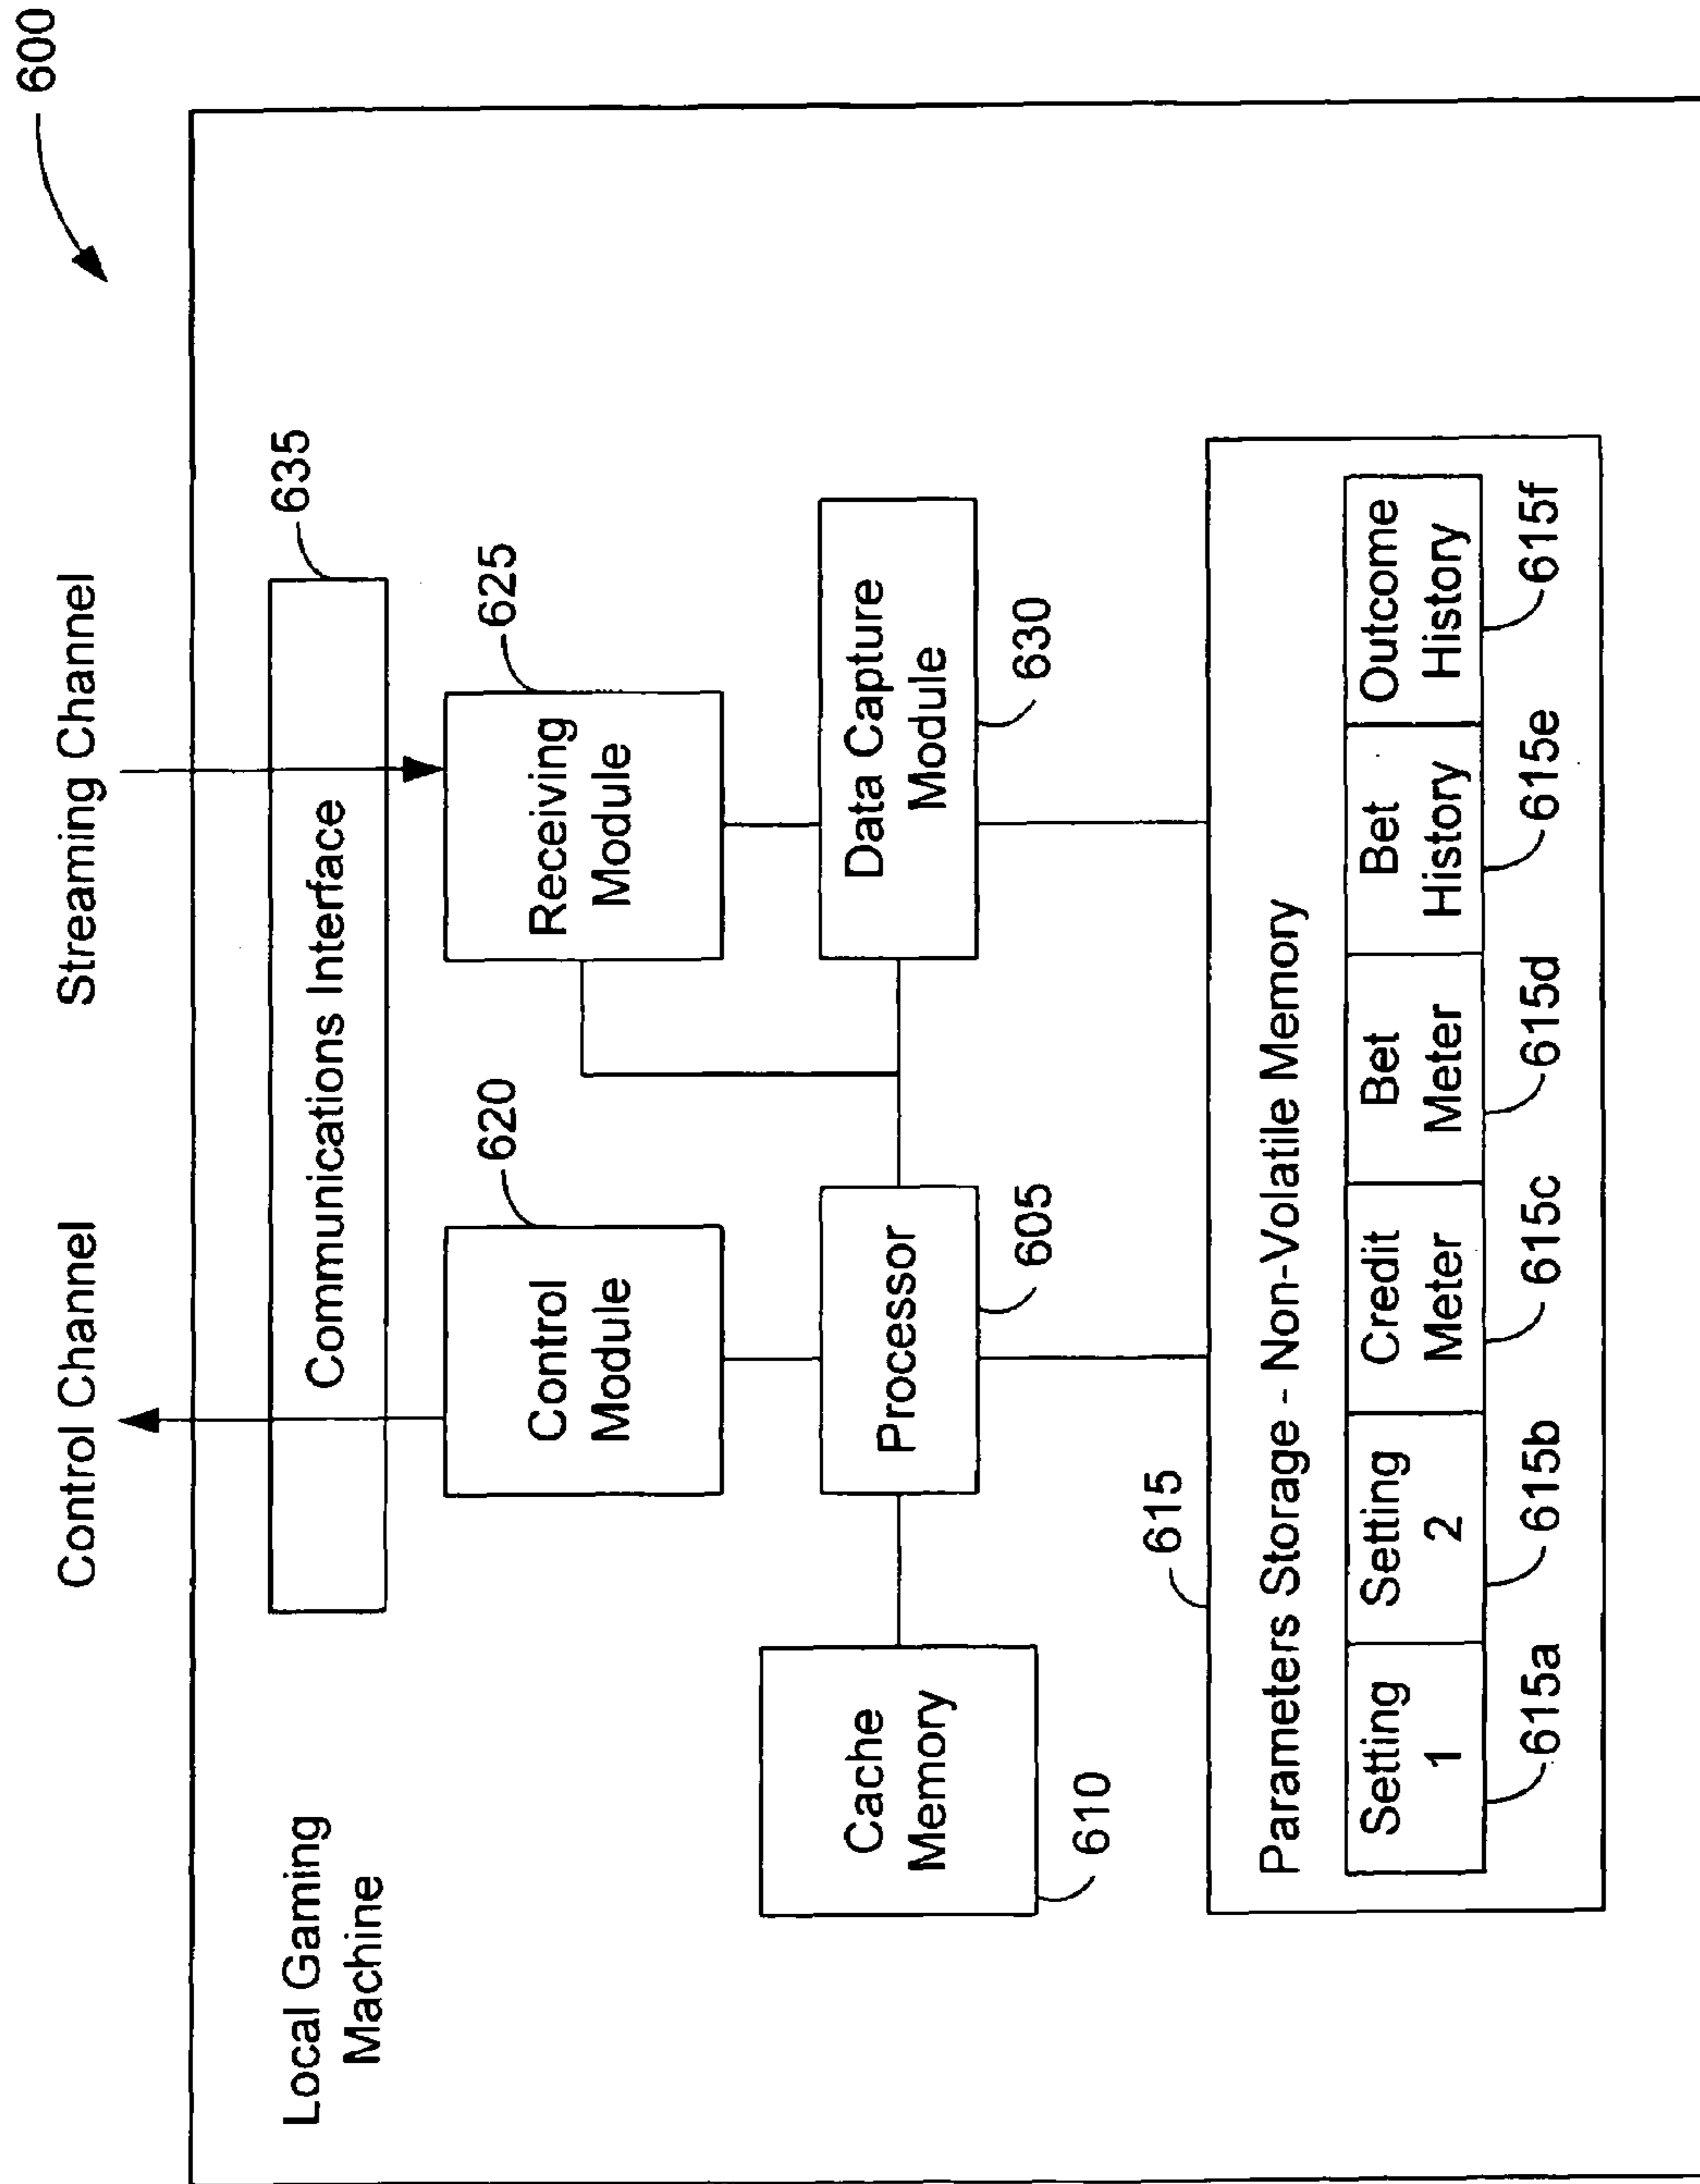 600
Control Channel
Streaming Channel
Local Gaming
Machine
Communications Interface
635
Control
Module
620
Receiving
Module
625
Cache
Memory
610
Processor
605
Data Capture
Module
630
615
Parameters Storage - Non-Volatile Memory
Setting
1
Setting
2
Credit
Meter
Bet
Meter
Bet
History
Outcome
History
615a
615b
615c
615d
615e
615f